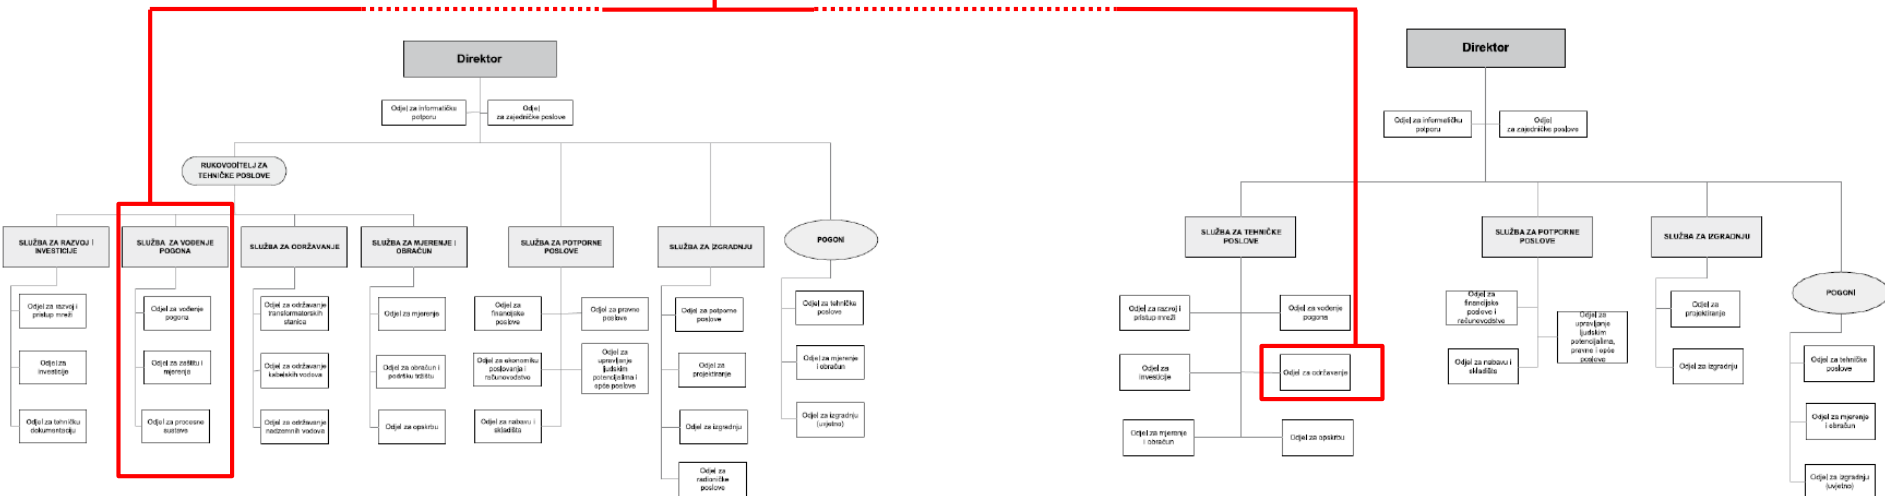 Direktor
Odjel za informatičku
potporu
Odjel
za zajedničke poslove
RUKOVODITELJ ZA
TEHNIČKE POSLOVE
SLUŽBA ZA RAZVOJ I
INVESTICIJE
SLUŽBA ZA VOĐENJE
POGONA
SLUŽBA ZA ODRŽAVANJE
SLUŽBA ZA MJERENJE I
OBRAČUN
SLUŽBA ZA POTPORNE
POSLOVE
SLUŽBA ZA IZGRADNJU
POGONI
Odjel za razvoj i
pristup mreži
Odjel za
investicije
Odjel za tehničku
dokumentaciju
Odjel za vođenje
pogona
Odjel za zaštitu i
mjerenje
Odjel za procesne
sustave
Odjel za održavanje
transformatorskih
stanica
Odjel za održavanje
kabelskih vodova
Odjel za održavanje
nadzemnih vodova
Odjel za mjerenje
Odjel za obračun i
podršku tržištu
Odjel za opskrbu
Odjel za
financijske
poslove
Odjel za pravne
poslove
Odjel za ekonomiku
poslovanja i
računovodstvo
Odjel za
upravljanje
ljudskim
potencijalima i
opće poslove
Odjel za nabavu i
skladišta
Odjel za potporne
poslove
Odjel za
projektiranje
Odjel za izgradnju
Odjel za
radioničke
poslove
Odjel za tehničke
poslove
Odjel za mjerenje
i obračun
Odjel za izgradnju
(uvjetno)
Direktor
Odjel za informatičku
potporu
Odjel
za zajedničke poslove
SLUŽBA ZA TEHNIČKE
POSLOVE
SLUŽBA ZA POTPORNE
POSLOVE
SLUŽBA ZA IZGRADNJU
POGONI
Odjel za razvoj i
pristup mreži
Odjel za vođenje
pogona
Odjel za
investicije
Odjel za održavanje
Odjel za mjerenje
i obračun
Odjel za opskrbu
Odjel za
financijske
poslove i
računovodstvo
Odjel za
upravljanje
ljudskim
potencijalima,
pravne i opće
poslove
Odjel za nabavu i
skladišta
Odjel za
projektiranje
Odjel za izgradnju
Odjel za tehničke
poslove
Odjel za mjerenje
i obračun
Odjel za izgradnju
(uvjetno)